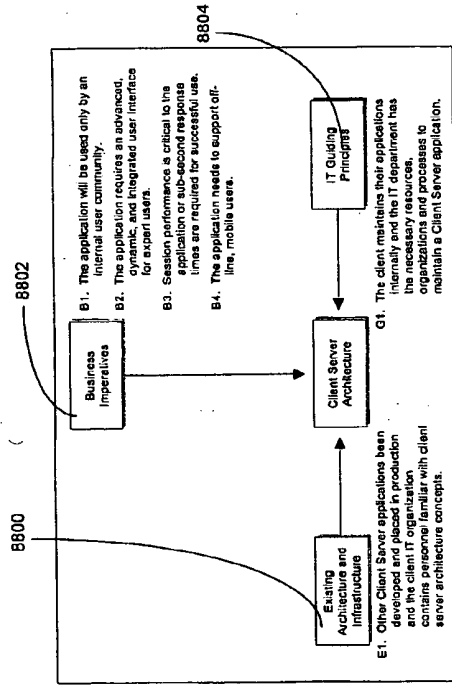 8802
8800
8804
Business
Imperatives
B1. The application will be used only by an
internal user community.
B2. The application requires an advanced,
dynamic, and integrated user interface
for expert users.
B3. Session performance is critical to the
application or sub-second response
times are required for successful use.
B4. The application needs to support off-
line, mobile users.
Existing
Architecture and
Infrastructure
Client Server
Architecture
IT Guiding
Principles
E1. Other Client Server applications been
developed and placed in production
and the client IT organization
contains personnel familiar with client
server architecture concepts.
G1. The client maintains their applications
internally and the IT department has
the necessary resources,
organizations and processes to
maintain a Client Server application.